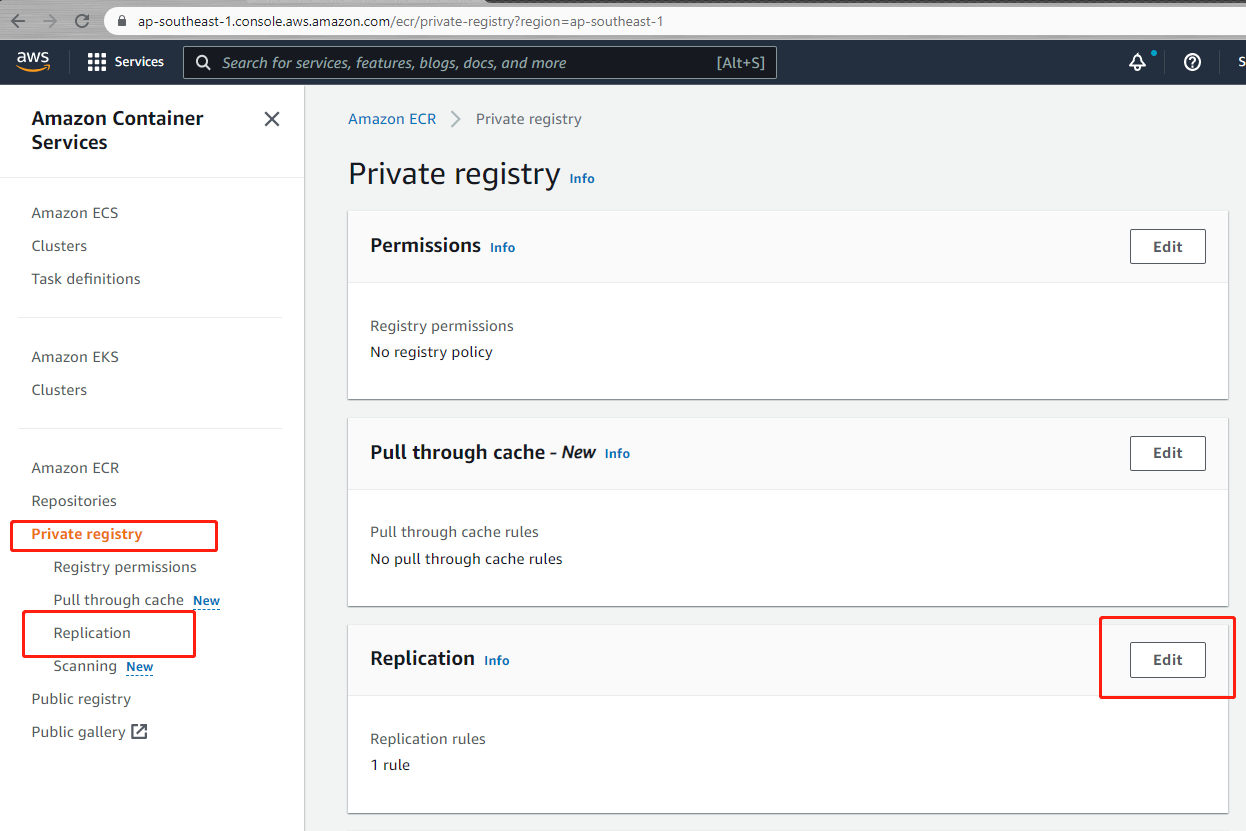 ap-southeast-1.console.aws.amazon.com/ecr/private-registry?region=ap-southeast-1
aws Services Search for services, features, blogs, docs, and more [Alt+S] S
Amazon Container
Services
Amazon ECS
Clusters
Task definitions
Amazon EKS
Clusters
Amazon ECR
Repositories
Private registry
Registry permissions
Pull through cache New
Replication
Scanning New
Public registry
Public gallery
Amazon ECR Private registry
Private registry Info
Permissions Info Edit
Registry permissions
No registry policy
Pull through cache - New Info Edit
Pull through cache rules
No pull through cache rules
Replication Info Edit
Replication rules
1 rule